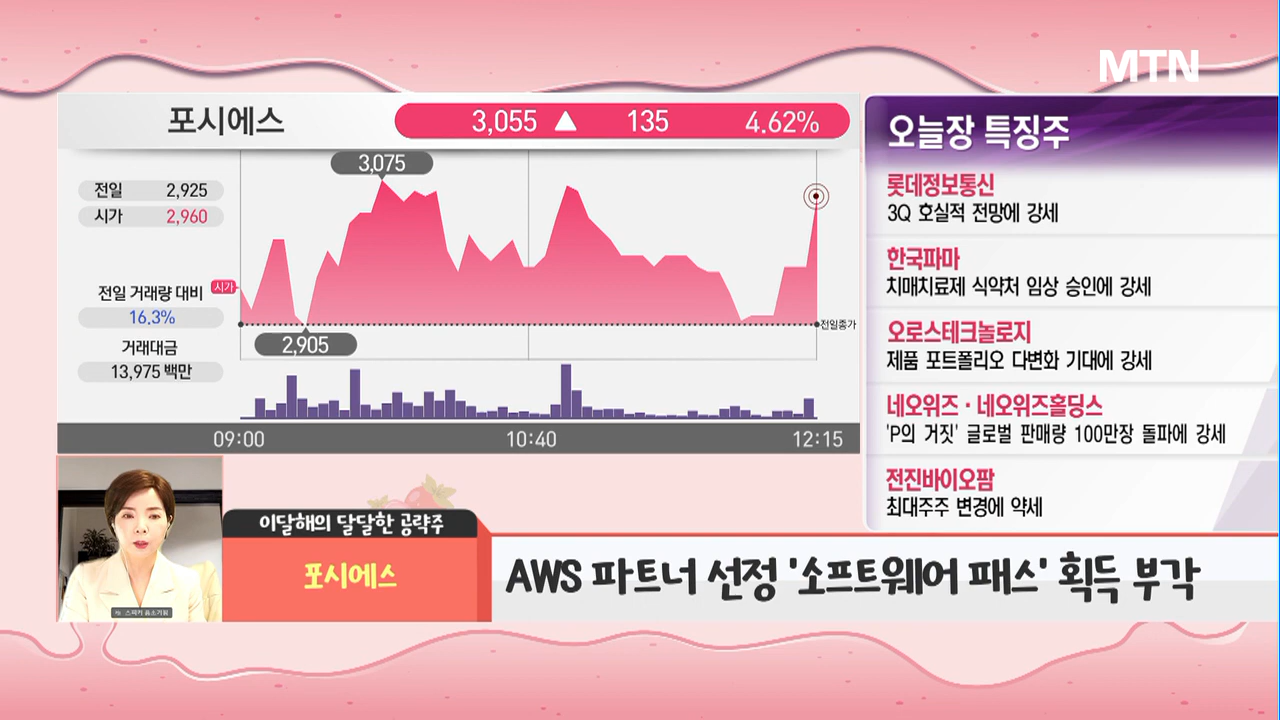 MTN
포시에스
3,055 ▲ 135 4.62%
3,075
전일 2,925
시가 2,960
시가
전일 거래량 대비
16.3%
거래대금
13,975 백만
2,905
전일종가
09:00 10:40 12:15
오늘장 특징주
롯데정보통신
3Q 호실적 전망에 강세
한국파마
치매치료제 식약처 임상 승인에 강세
오로스테크놀로지
제품 포트폴리오 다변화 기대에 강세
네오위즈 · 네오위즈홀딩스
'P의 거짓' 글로벌 판매량 100만장 돌파에 강세
전진바이오팜
최대주주 변경에 약세
스피커 음소거됨
이달해의 달달한 공략주
포시에스
AWS 파트너 선정 '소프트웨어 패스' 획득 부각